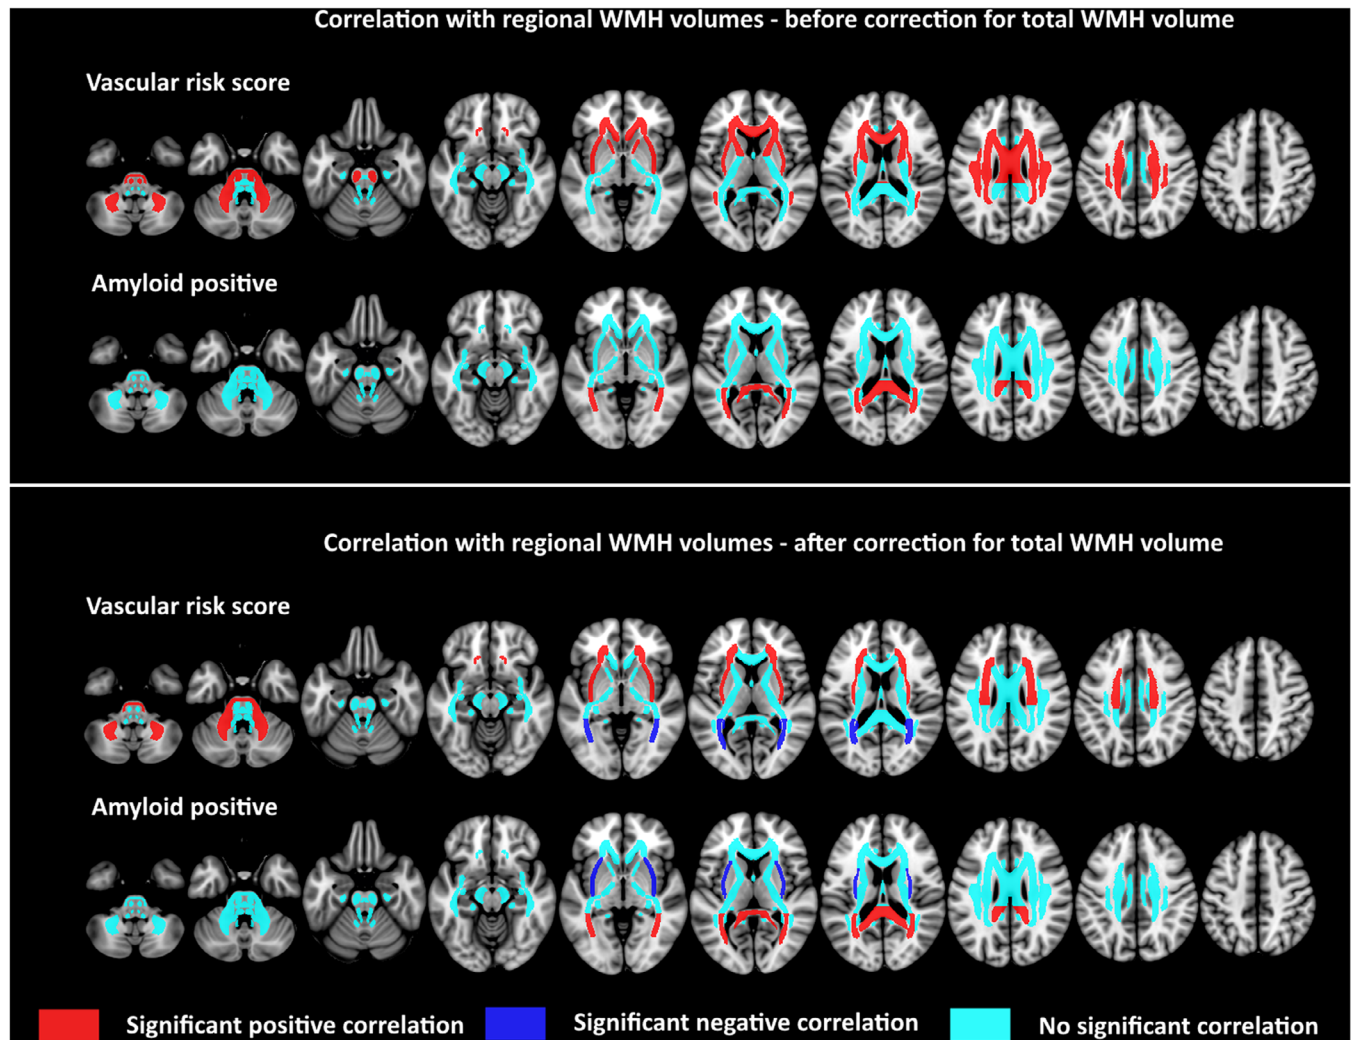 Correlation with regional WMH volumes - before correction for total WMH volume
Vascular risk score
Amyloid positive
Correlation with regional WMH volumes - after correction for total WMH volume
Vascular risk score
Amyloid positive
Significant positive correlation
Significant negative correlation
No significant correlation